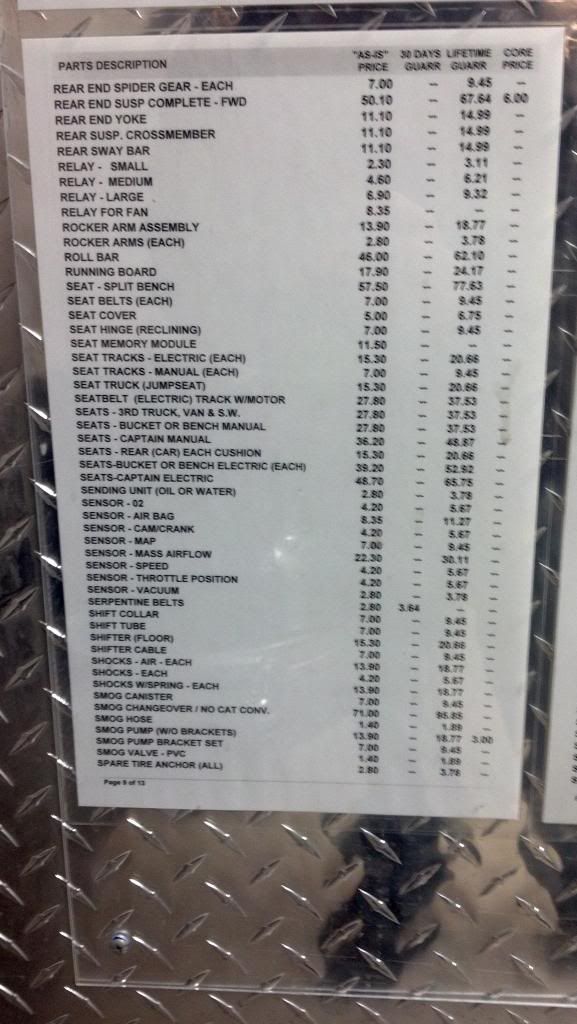 PARTS DESCRIPTION "AS-IS" PRICE 30 DAYS GUARR LIFETIME GUARR CORE PRICE
REAR END SPIDER GEAR - EACH 7.00 -- 9.45 --
REAR END SUSP COMPLETE - FWD 50.10 -- 67.64 6.00
REAR END YOKE 11.10 -- 14.99 --
REAR SUSP. CROSSMEMBER 11.10 -- 14.99 --
REAR SWAY BAR 11.10 -- 14.99 --
RELAY - SMALL 2.30 -- 3.11 --
RELAY - MEDIUM 4.60 -- 6.21 --
RELAY - LARGE 6.90 -- 9.32 --
RELAY FOR FAN 8.35 -- -- --
ROCKER ARM ASSEMBLY 13.90 -- 18.77 --
ROCKER ARMS (EACH) 2.80 -- 3.78 --
ROLL BAR 46.00 -- 62.10 --
RUNNING BOARD 17.90 -- 24.17 --
SEAT - SPLIT BENCH 57.50 -- 77.63 --
SEAT BELTS (EACH) 7.00 -- 9.45 --
SEAT COVER 5.00 -- 6.75 --
SEAT HINGE (RECLINING) 7.00 -- 9.45 --
SEAT MEMORY MODULE 11.50 -- -- --
SEAT TRACKS - ELECTRIC (EACH) 15.30 -- 20.66 --
SEAT TRACKS - MANUAL (EACH) 7.00 -- 9.45 --
SEAT TRUCK (JUMPSEAT) 15.30 -- 20.66 --
SEATBELT (ELECTRIC) TRACK W/MOTOR 27.80 -- 37.53 --
SEATS - 3RD TRUCK, VAN & S.W. 27.80 -- 37.53 --
SEATS - BUCKET OR BENCH MANUAL 27.80 -- 37.53 --
SEATS - CAPTAIN MANUAL 36.20 -- 48.87 --
SEATS - REAR (CAR) EACH CUSHION 15.30 -- 20.66 --
SEATS-BUCKET OR BENCH ELECTRIC (EACH) 39.20 -- 52.92 --
SEATS-CAPTAIN ELECTRIC 48.70 -- 65.75 --
SENDING UNIT (OIL OR WATER) 2.80 -- 3.78 --
SENSOR - 02 4.20 -- 5.67 --
SENSOR - AIR BAG 8.35 -- 11.27 --
SENSOR - CAM/CRANK 4.20 -- 5.67 --
SENSOR - MAP 7.00 -- 9.45 --
SENSOR - MASS AIRFLOW 22.30 -- 30.11 --
SENSOR - SPEED 4.20 -- 5.67 --
SENSOR - THROTTLE POSITION 4.20 -- 5.67 --
SENSOR - VACUUM 2.80 -- 3.78 --
SERPENTINE BELTS 2.80 3.64 -- --
SHIFT COLLAR 7.00 -- 9.45 --
SHIFT TUBE 7.00 -- 9.45 --
SHIFTER (FLOOR) 15.30 -- 20.66 --
SHIFTER CABLE 7.00 -- 9.45 --
SHOCKS - AIR - EACH 13.90 -- 18.77 --
SHOCKS - EACH 4.20 -- 5.67 --
SHOCKS W/SPRING - EACH 13.90 -- 18.77 --
SMOG CANISTER 7.00 -- 9.45 --
SMOG CHANGEOVER / NO CAT CONV. 71.00 -- 95.85 --
SMOG HOSE 1.40 -- 1.89 --
SMOG PUMP (W/O BRACKETS) 13.90 -- 18.77 3.00
SMOG PUMP BRACKET SET 7.00 -- 9.45 --
SMOG VALVE - PVC 1.40 -- 1.89 --
SPARE TIRE ANCHOR (ALL) 2.80 -- 3.78 --
Page 9 of 13